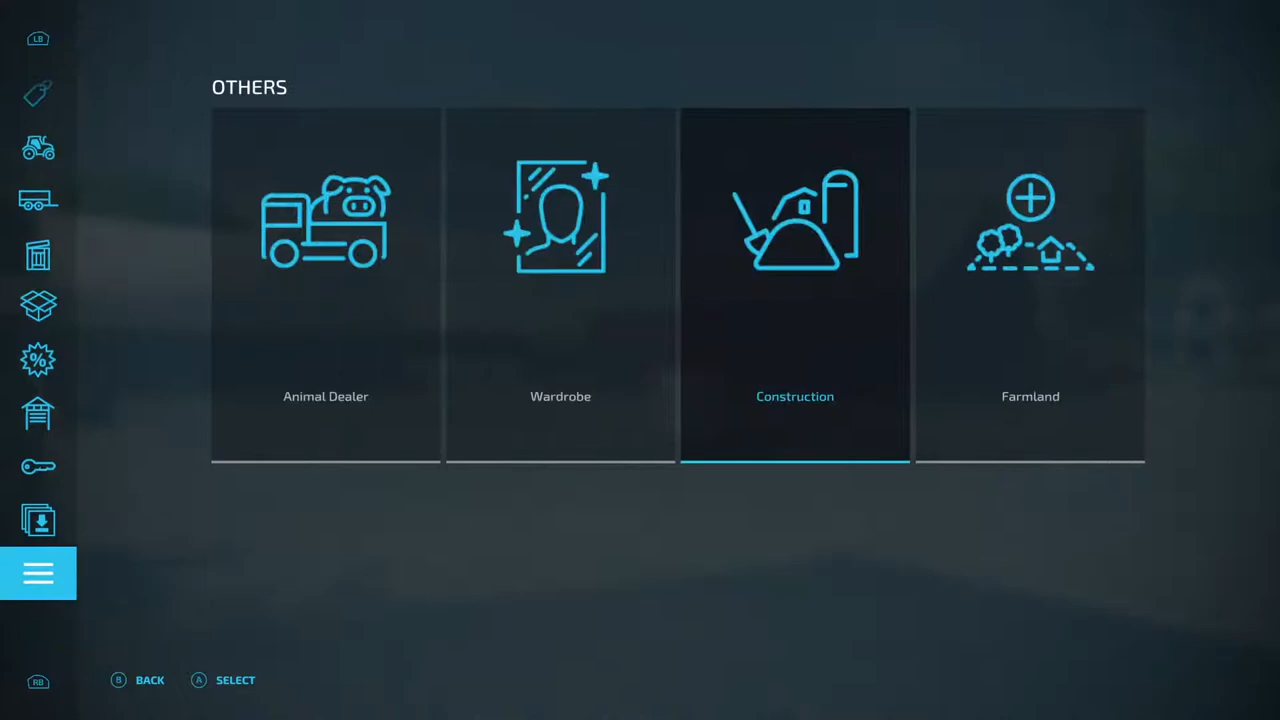 LB
OTHERS
%
Animal Dealer
Wardrobe
Construction
Farmland
RB
B BACK A SELECT